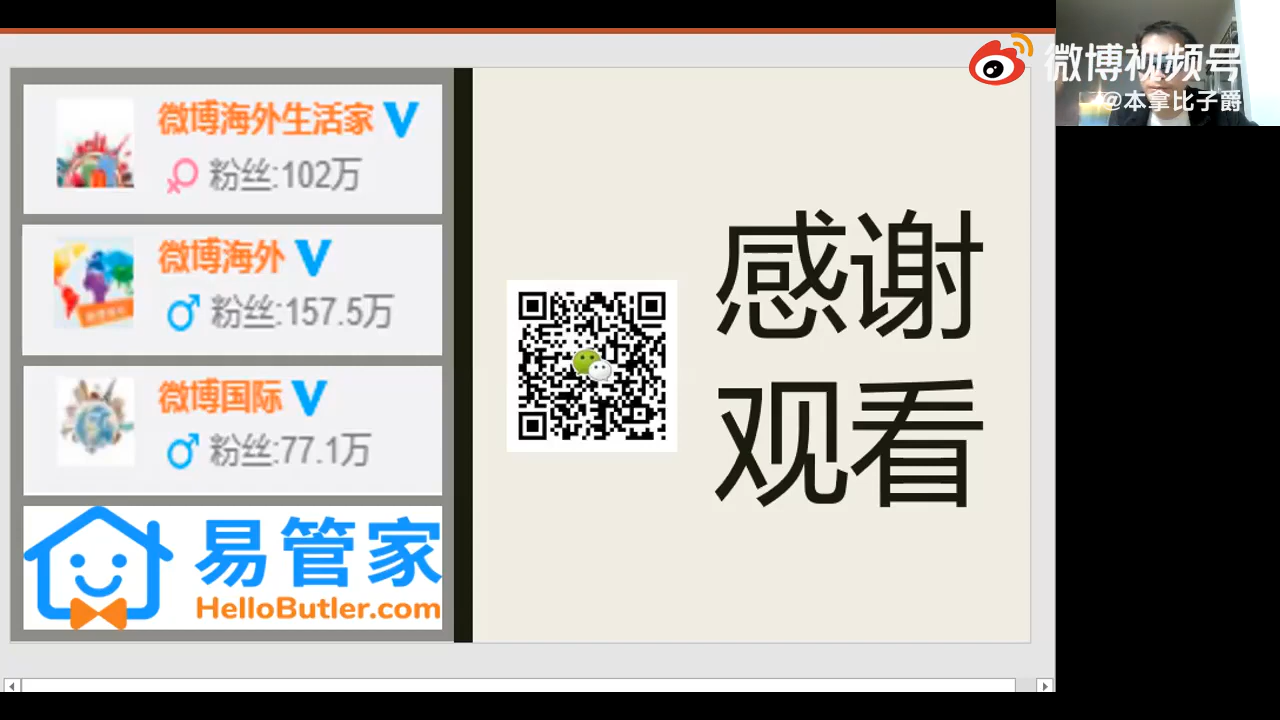 微博海外生活家
粉丝:102万
微博海外
粉丝:157.5万
微博国际
粉丝:77.1万
易管家
HelloButler.com
感谢
观看
微博视频号
@本拿比子爵